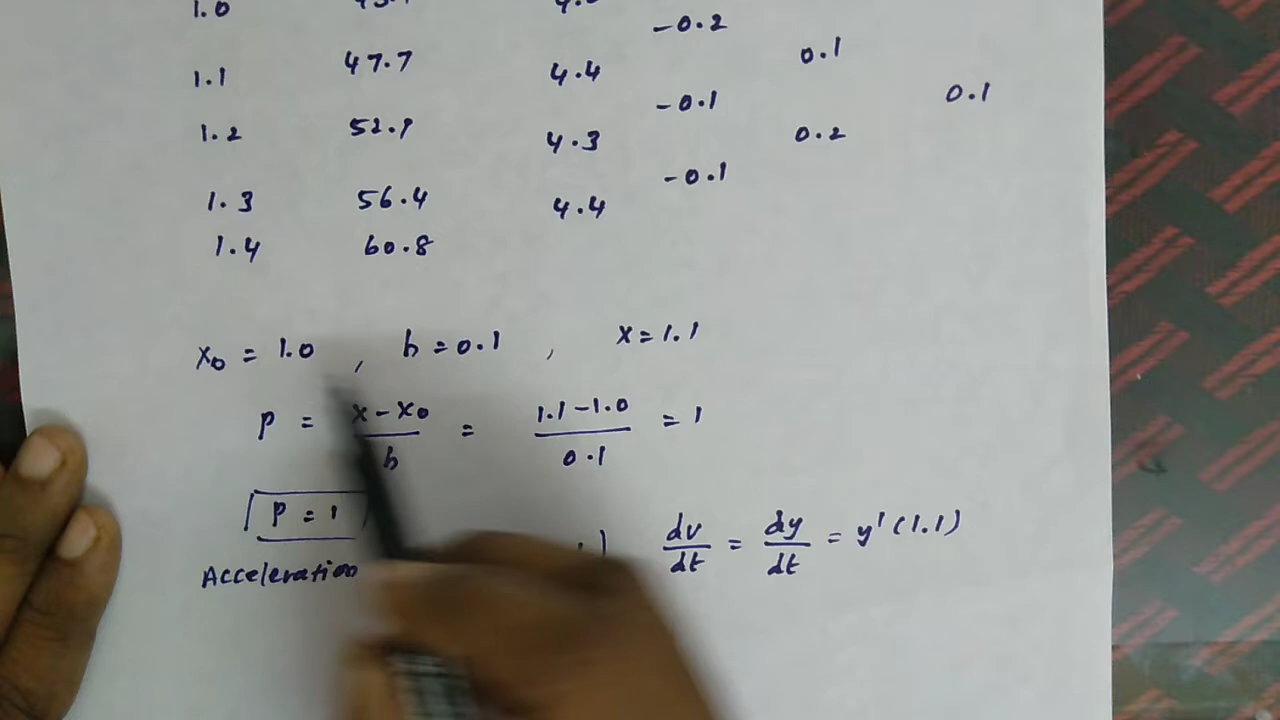 1.0
-0.2
1.1 47.7 4.4 0.1
-0.1 0.1
1.2 52.1 4.3 0.2
-0.1
1.3 56.4 4.4
1.4 60.8
x₀ = 1.0 , h = 0.1 , x = 1.1
P = x - x₀ / h = 1.1 - 1.0 / 0.1 = 1
P = 1
Acceleration dv/dt = dy/dt = y'(1.1)